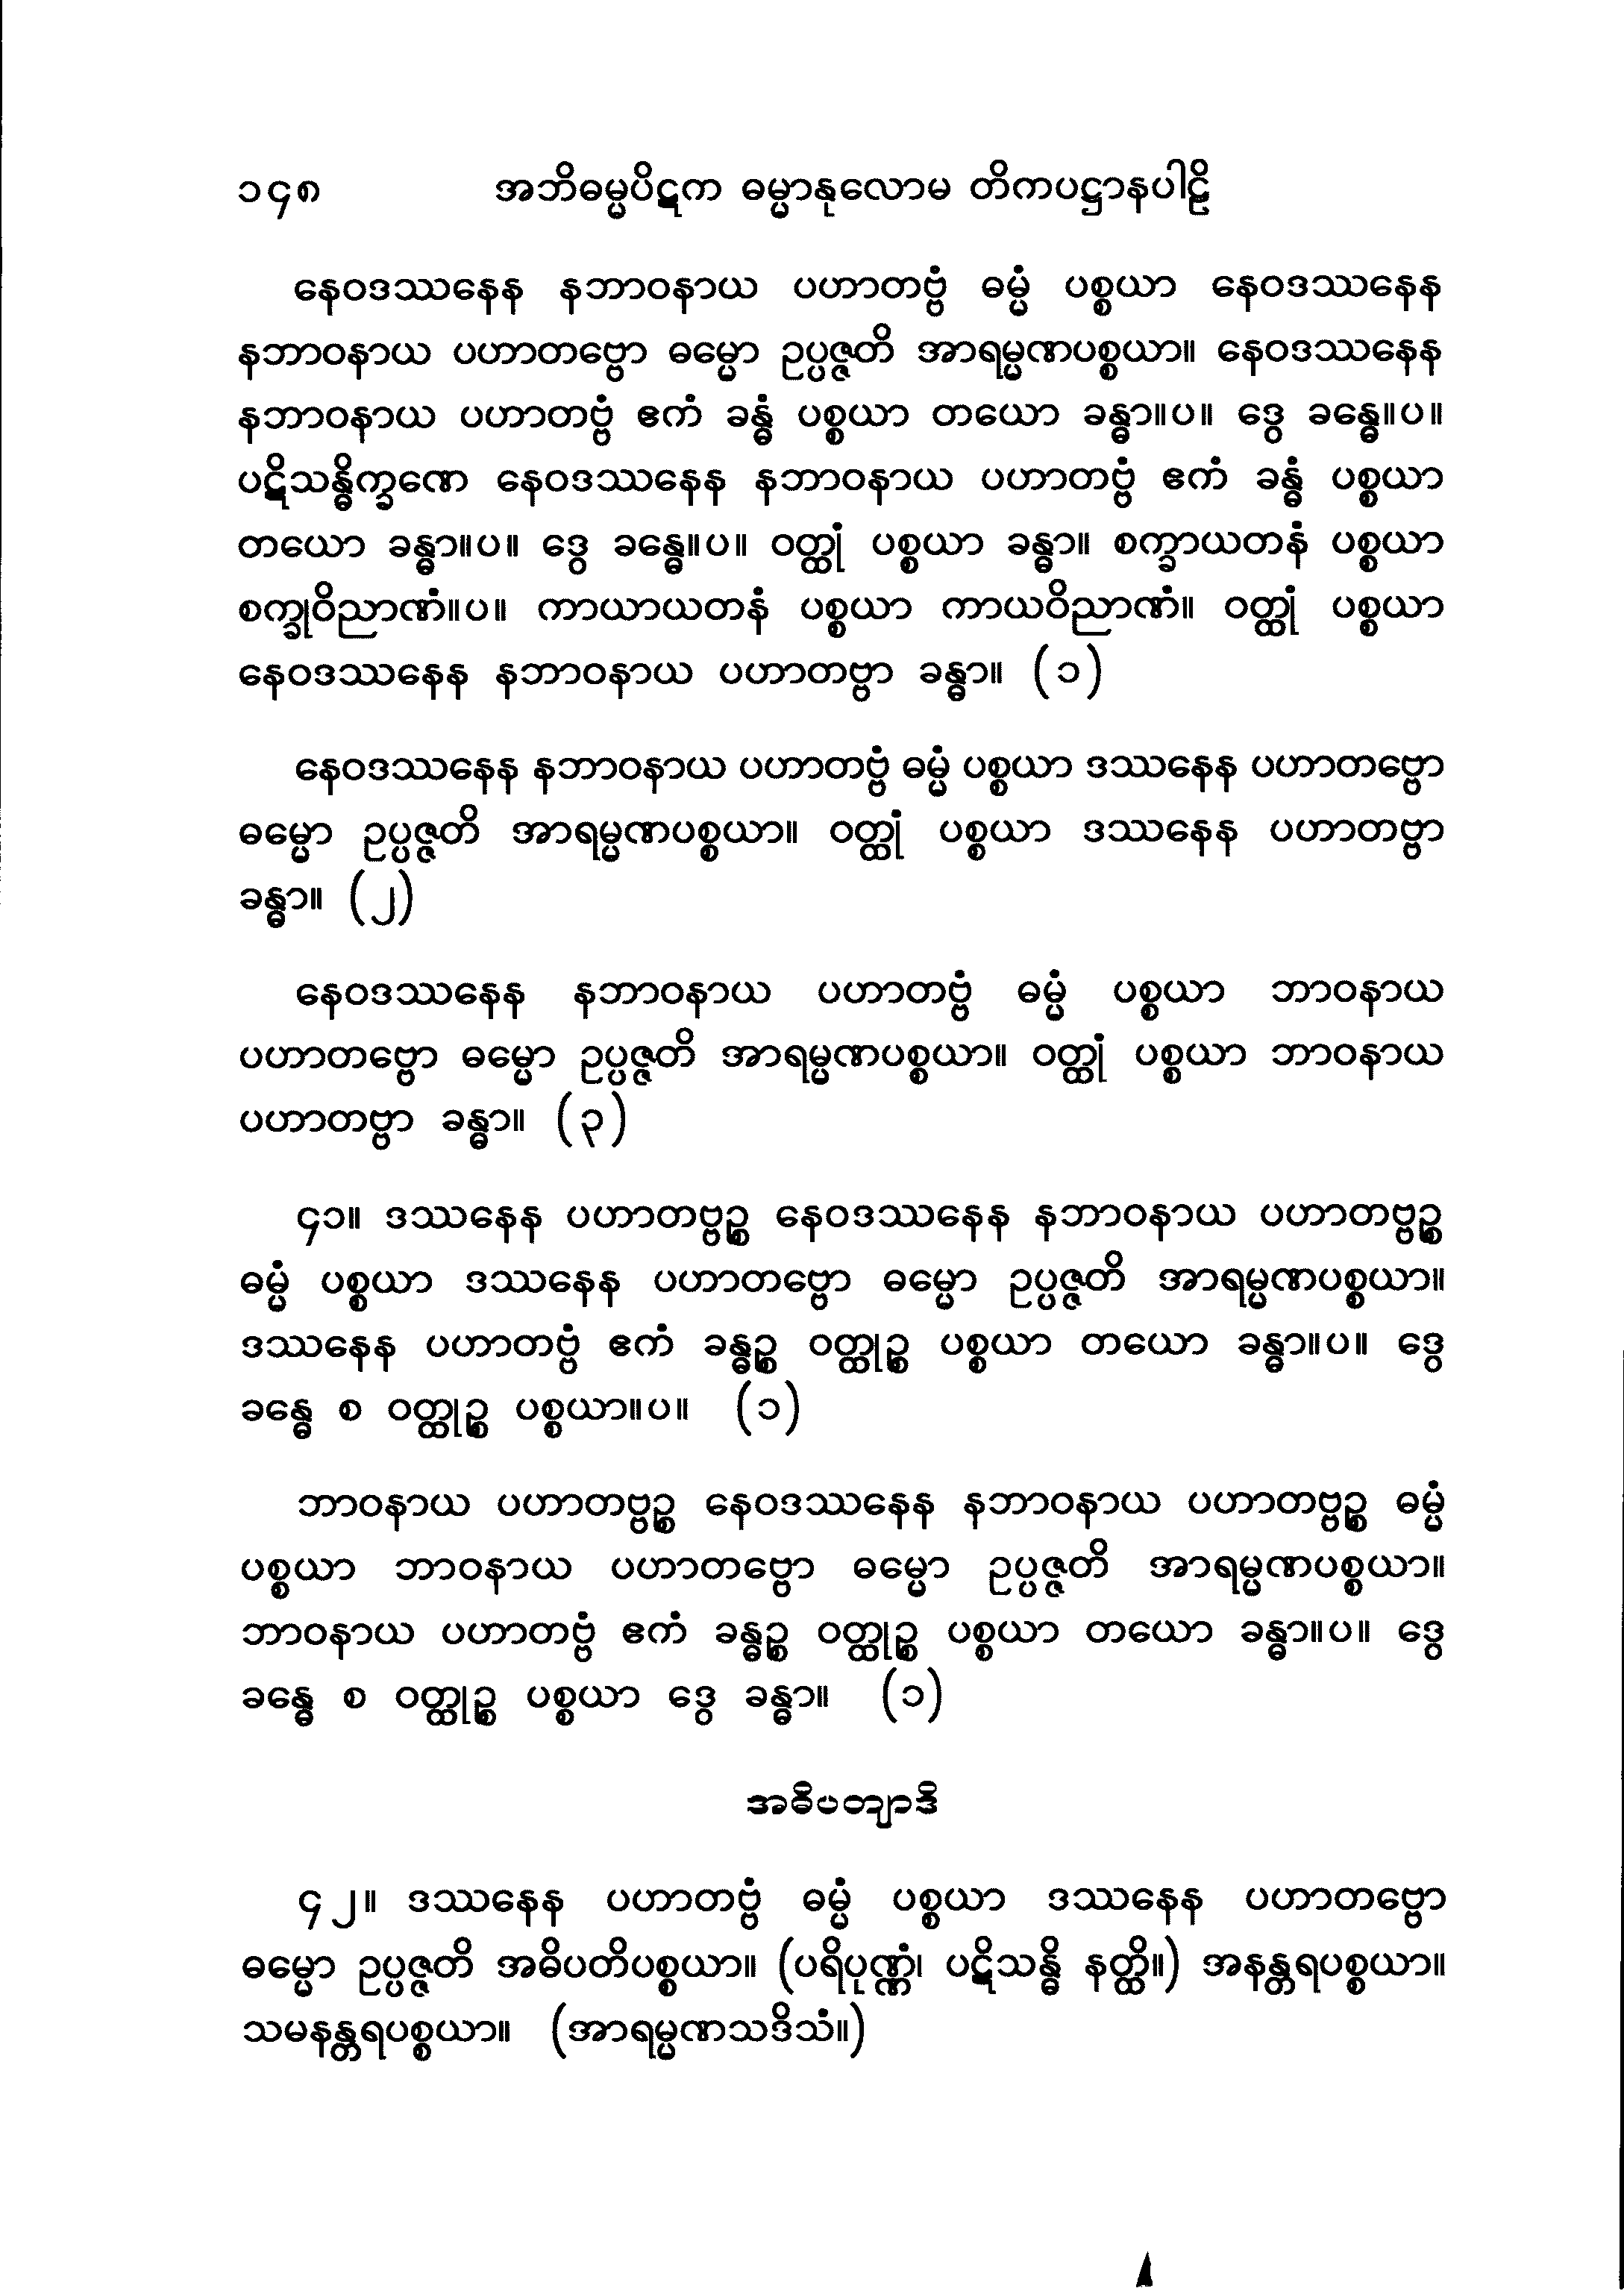 ၁၄၈ အဘိဓမ္မပိဋက ဓမ္မာနုလောမ တိကပဋ္ဌာနပါဠိ
နေဝဒဿနေန နဘာဝနာယ ပဟာတဗ္ဗံ ဓမ္မံ ပစ္စယာ နေဝဒဿနေန
နဘာဝနာယ ပဟာတဗ္ဗော ဓမ္မော ဥပ္ပဇ္ဇတိ အာရမ္မဏပစ္စယာ။ နေဝဒဿနေန
နဘာဝနာယ ပဟာတဗ္ဗံ ဧကံ ခန္ဓံ ပစ္စယာ တယော ခန္ဓာ။ပ။ ဒွေ ခန္ဓေ။ပ။
ပဋိသန္ဓိက္ခဏေ နေဝဒဿနေန နဘာဝနာယ ပဟာတဗ္ဗံ ဧကံ ခန္ဓံ ပစ္စယာ
တယော ခန္ဓာ။ပ။ ဒွေ ခန္ဓေ။ပ။ ဝတ္ထုံ ပစ္စယာ ခန္ဓာ။ စက္ခာယတနံ ပစ္စယာ
စက္ခုဝိညာဏံ။ပ။ ကာယာယတနံ ပစ္စယာ ကာယဝိညာဏံ။ ဝတ္ထုံ ပစ္စယာ
နေဝဒဿနေန နဘာဝနာယ ပဟာတဗ္ဗာ ခန္ဓာ။ (၁)
နေဝဒဿနေန နဘာဝနာယ ပဟာတဗ္ဗံ ဓမ္မံ ပစ္စယာ ဒဿနေန ပဟာတဗ္ဗော
ဓမ္မော ဥပ္ပဇ္ဇတိ အာရမ္မဏပစ္စယာ။ ဝတ္ထုံ ပစ္စယာ ဒဿနေန ပဟာတဗ္ဗာ
ခန္ဓာ။ (၂)
နေဝဒဿနေန နဘာဝနာယ ပဟာတဗ္ဗံ ဓမ္မံ ပစ္စယာ ဘာဝနာယ
ပဟာတဗ္ဗော ဓမ္မော ဥပ္ပဇ္ဇတိ အာရမ္မဏပစ္စယာ။ ဝတ္ထုံ ပစ္စယာ ဘာဝနာယ
ပဟာတဗ္ဗာ ခန္ဓာ။ (၃)
၄၁။ ဒဿနေန ပဟာတဗ္ဗဉ္စ နေဝဒဿနေန နဘာဝနာယ ပဟာတဗ္ဗဉ္စ
ဓမ္မံ ပစ္စယာ ဒဿနေန ပဟာတဗ္ဗော ဓမ္မော ဥပ္ပဇ္ဇတိ အာရမ္မဏပစ္စယာ။
ဒဿနေန ပဟာတဗ္ဗံ ဧကံ ခန္ဓဉ္စ ဝတ္ထုဉ္စ ပစ္စယာ တယော ခန္ဓာ။ပ။ ဒွေ
ခန္ဓေ စ ဝတ္ထုဉ္စ ပစ္စယာ။ပ။ (၁)
ဘာဝနာယ ပဟာတဗ္ဗဉ္စ နေဝဒဿနေန နဘာဝနာယ ပဟာတဗ္ဗဉ္စ ဓမ္မံ
ပစ္စယာ ဘာဝနာယ ပဟာတဗ္ဗော ဓမ္မော ဥပ္ပဇ္ဇတိ အာရမ္မဏပစ္စယာ။
ဘာဝနာယ ပဟာတဗ္ဗံ ဧကံ ခန္ဓဉ္စ ဝတ္ထုဉ္စ ပစ္စယာ တယော ခန္ဓာ။ပ။ ဒွေ
ခန္ဓေ စ ဝတ္ထုဉ္စ ပစ္စယာ ဒွေ ခန္ဓာ။ (၁)
အဓိပတျာဒိ
၄၂။ ဒဿနေန ပဟာတဗ္ဗံ ဓမ္မံ ပစ္စယာ ဒဿနေန ပဟာတဗ္ဗော
ဓမ္မော ဥပ္ပဇ္ဇတိ အဓိပတိပစ္စယာ။ (ပရိပုဏ္ဏံ၊ ပဋိသန္ဓိ နတ္ထိ။) အနန္တရပစ္စယာ။
သမနန္တရပစ္စယာ။ (အာရမ္မဏသဒိသံ။)